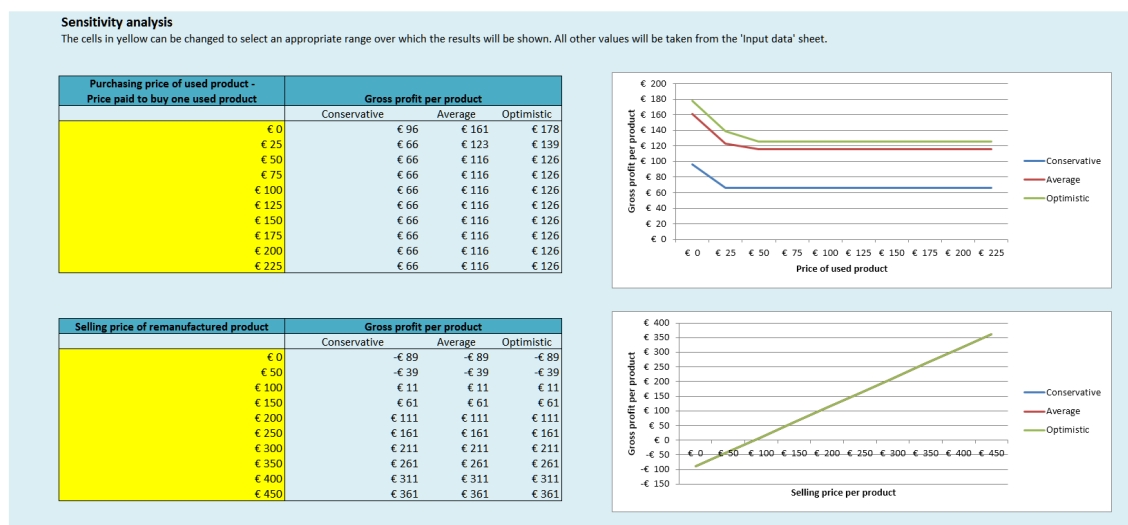 Sensitivity analysis
The cells in yellow can be changed to select an appropriate range over which the results will be shown. All other values will be taken from the 'Input data' sheet.
Purchasing price of used product -
Price paid to buy one used product Gross profit per product
Conservative Average Optimistic
€ 0 € 96 € 161 € 178
€ 25 € 66 € 123 € 139
€ 50 € 66 € 116 € 126
€ 75 € 66 € 116 € 126
€ 100 € 66 € 116 € 126
€ 125 € 66 € 116 € 126
€ 150 € 66 € 116 € 126
€ 175 € 66 € 116 € 126
€ 200 € 66 € 116 € 126
€ 225 € 66 € 116 € 126
Gross profit per product
€ 200
€ 180
€ 160
€ 140
€ 120
€ 100
€ 80
€ 60
€ 40
€ 20
€ 0
€ 0 € 25 € 50 € 75 € 100 € 125 € 150 € 175 € 200 € 225
Price of used product
Conservative
Average
Optimistic
Selling price of remanufactured product Gross profit per product
Conservative Average Optimistic
€ 0 -€ 89 -€ 89 -€ 89
€ 50 -€ 39 -€ 39 -€ 39
€ 100 € 11 € 11 € 11
€ 150 € 61 € 61 € 61
€ 200 € 111 € 111 € 111
€ 250 € 161 € 161 € 161
€ 300 € 211 € 211 € 211
€ 350 € 261 € 261 € 261
€ 400 € 311 € 311 € 311
€ 450 € 361 € 361 € 361
Gross profit per product
€ 400
€ 350
€ 300
€ 250
€ 200
€ 150
€ 100
€ 50
€ 0
-€ 50
-€ 100
-€ 150
€ 0 € 50 € 100 € 150 € 200 € 250 € 300 € 350 € 400 € 450
Selling price per product
Conservative
Average
Optimistic